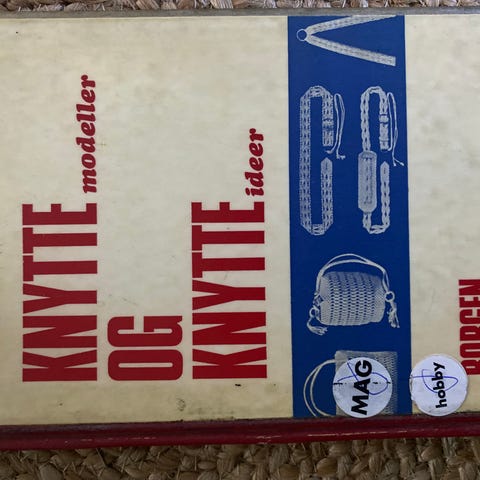 KNYTTE modeller
OG
KNYTTE ideer
MAG
hobby
BORGEN